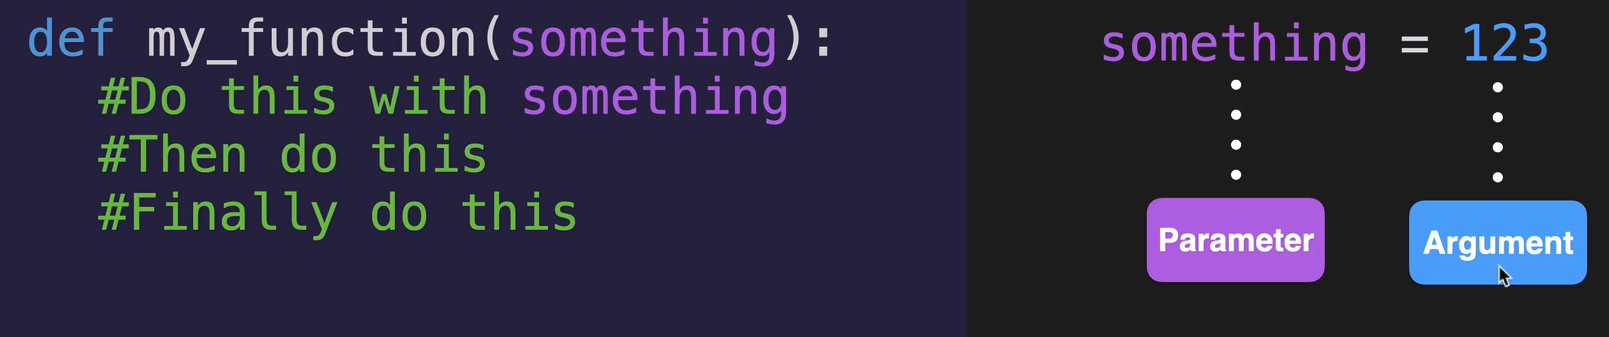 def my_function(something):
#Do this with something
#Then do this
#Finally do this
something = 123
Parameter
Argument